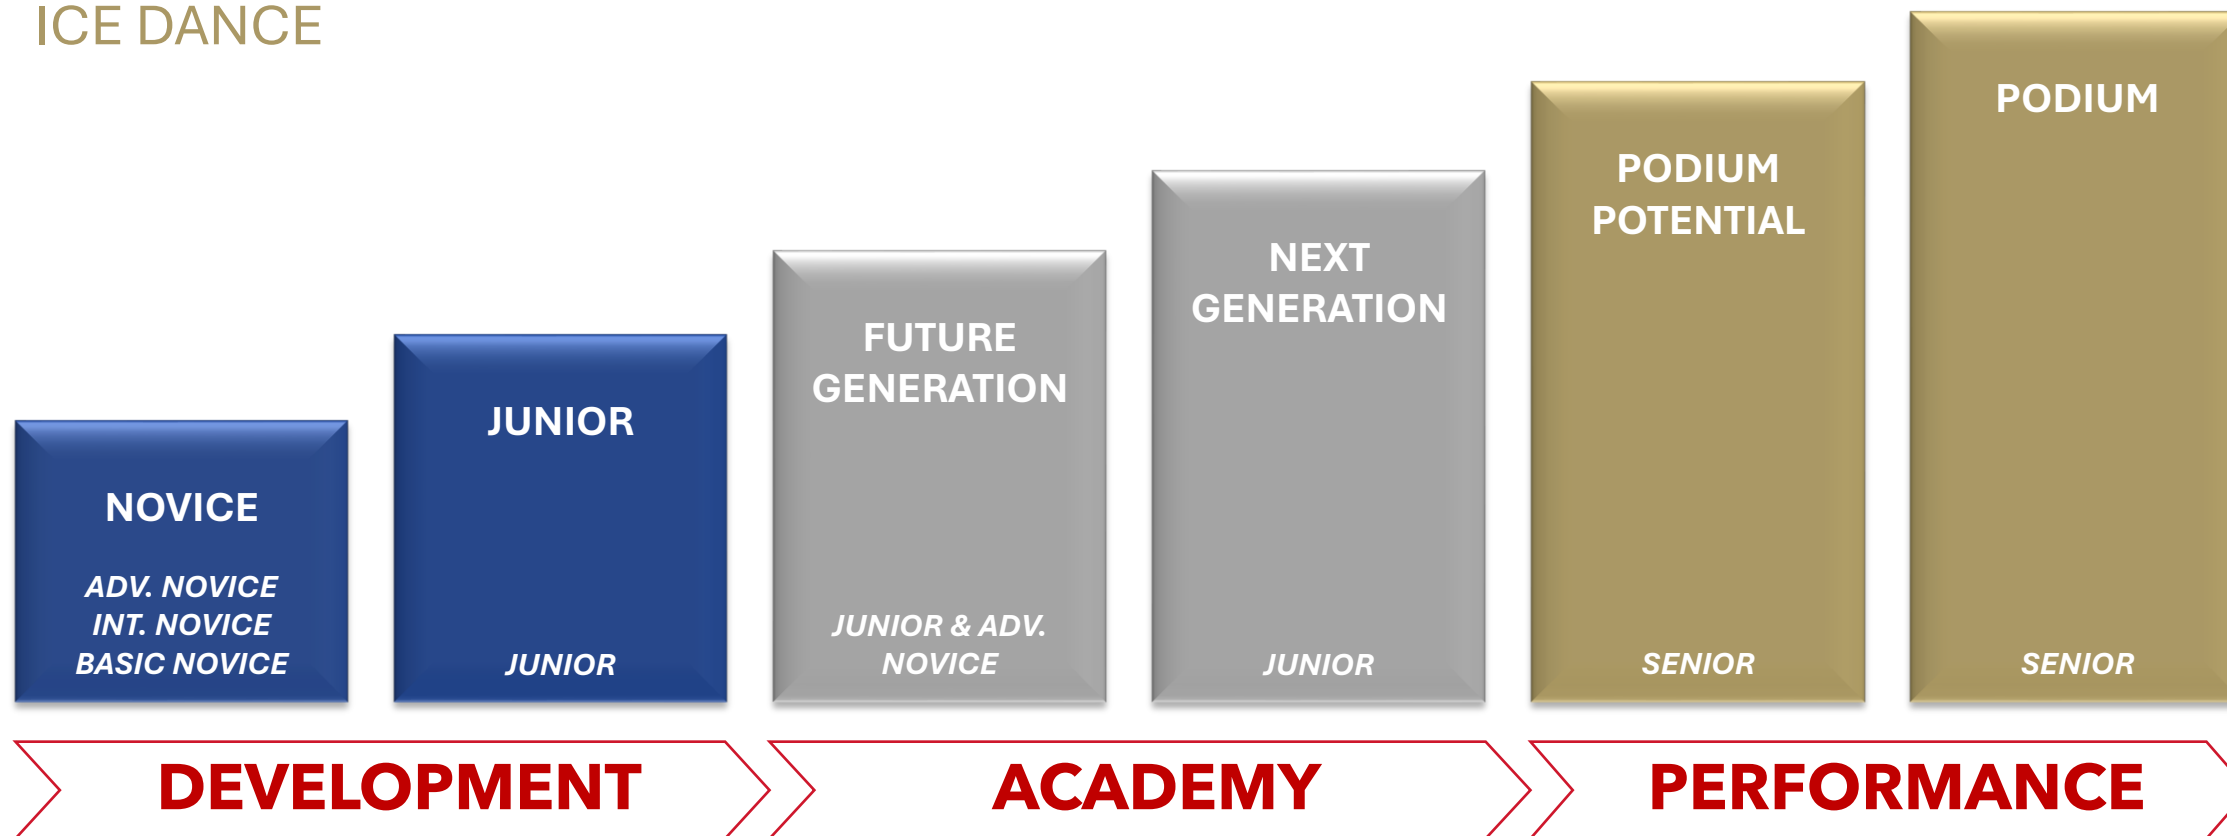 ICE DANCE
NOVICE
ADV. NOVICE
INT. NOVICE
BASIC NOVICE
JUNIOR
JUNIOR
FUTURE
GENERATION
JUNIOR & ADV.
NOVICE
NEXT
GENERATION
JUNIOR
PODIUM
POTENTIAL
SENIOR
PODIUM
SENIOR
DEVELOPMENT
ACADEMY
PERFORMANCE